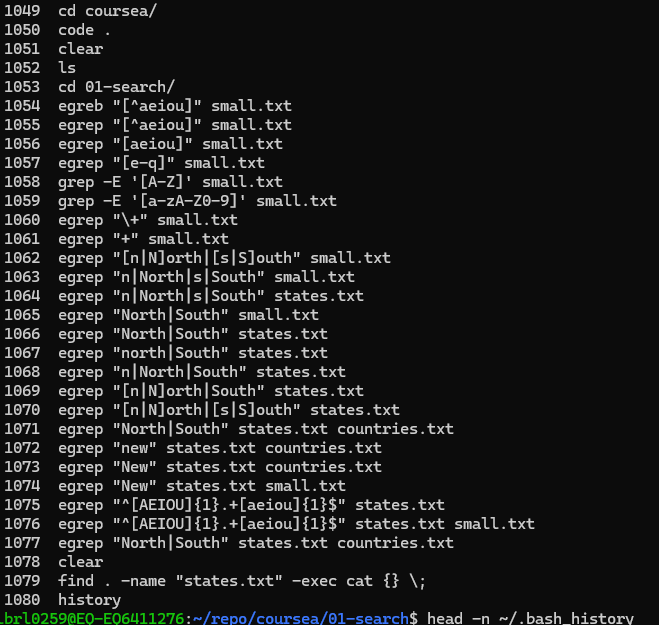 1049  cd coursea/
1050  code .
1051  clear
1052  ls
1053  cd 01-search/
1054  egreb "[^aeiou]" small.txt
1055  egrep "[^aeiou]" small.txt
1056  egrep "[aeiou]" small.txt
1057  egrep "[e-q]" small.txt
1058  grep -E '[A-Z]' small.txt
1059  grep -E '[a-zA-Z0-9]' small.txt
1060  egrep "\+" small.txt
1061  egrep "+" small.txt
1062  egrep "[n|N]orth|[s|S]outh" small.txt
1063  egrep "n|North|s|South" small.txt
1064  egrep "n|North|s|South" states.txt
1065  egrep "North|South" small.txt
1066  egrep "North|South" states.txt
1067  egrep "north|South" states.txt
1068  egrep "n|North|South" states.txt
1069  egrep "[n|N]orth|South" states.txt
1070  egrep "[n|N]orth|[s|S]outh" states.txt
1071  egrep "North|South" states.txt countries.txt
1072  egrep "new" states.txt countries.txt
1073  egrep "New" states.txt countries.txt
1074  egrep "New" states.txt small.txt
1075  egrep "^[AEIOU]{1}.+[aeiou]{1}$" states.txt
1076  egrep "^[AEIOU]{1}.+[aeiou]{1}$" states.txt small.txt
1077  egrep "North|South" states.txt countries.txt
1078  clear
1079  find . -name "states.txt" -exec cat {} \;
1080  history
lbrl0259@EQ-EQ6411276:~/repo/coursea/01-search$ head -n ~/.bash_history